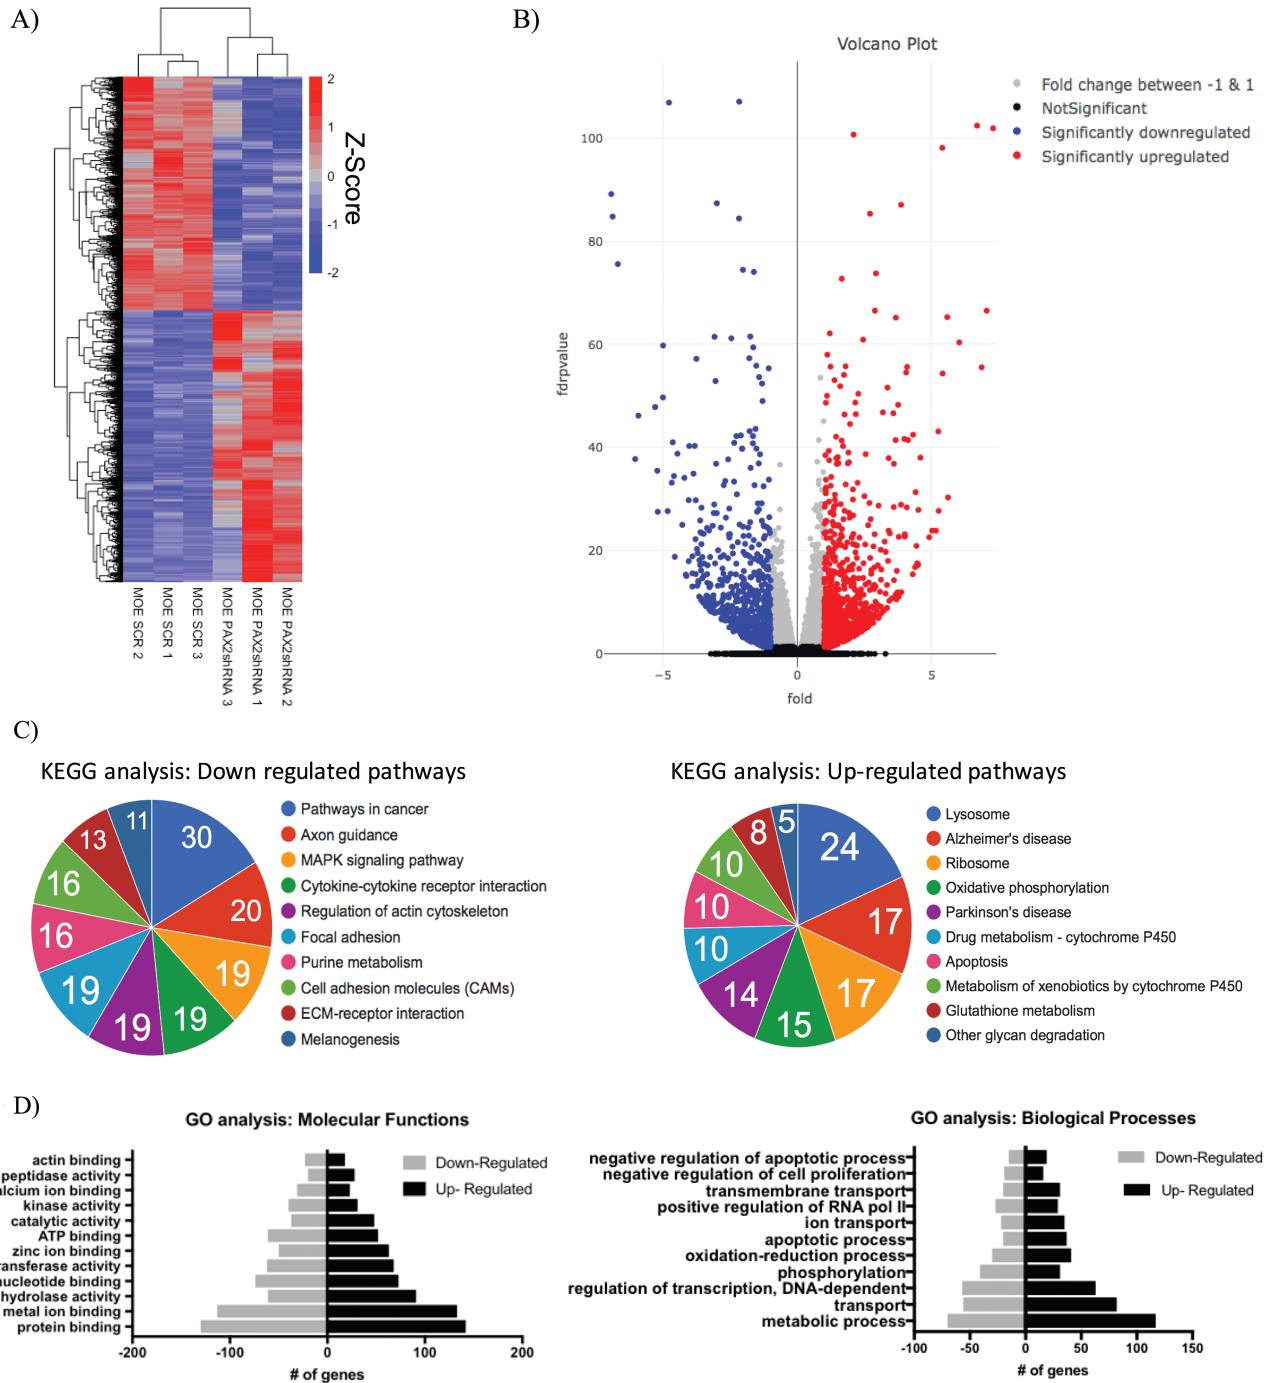 A)
2
1
0
-1
-2
Z-Score
MOE SCR 2
MOE SCR 1
MOE SCR 3
MOE PAX2shRNA 3
MOE PAX2shRNA 1
MOE PAX2shRNA 2
B)
Volcano Plot
Fold change between -1 & 1
NotSignificant
Significantly downregulated
Significantly upregulated
100
80
60
40
20
0
fdrpvalue
−5
0
5
fold
C)
KEGG analysis: Down regulated pathways
30
20
19
19
19
19
16
16
13
11
Pathways in cancer
Axon guidance
MAPK signaling pathway
Cytokine-cytokine receptor interaction
Regulation of actin cytoskeleton
Focal adhesion
Purine metabolism
Cell adhesion molecules (CAMs)
ECM-receptor interaction
Melanogenesis
KEGG analysis: Up-regulated pathways
24
17
17
15
14
10
10
10
8
5
Lysosome
Alzheimer's disease
Ribosome
Oxidative phosphorylation
Parkinson's disease
Drug metabolism - cytochrome P450
Apoptosis
Metabolism of xenobiotics by cytochrome P450
Glutathione metabolism
Other glycan degradation
D)
GO analysis: Molecular Functions
actin binding
peptidase activity
lcium ion binding
kinase activity
catalytic activity
ATP binding
zinc ion binding
ansferase activity
nucleotide binding
hydrolase activity
metal ion binding
protein binding
Down-Regulated
Up- Regulated
-200
-100
0
100
200
# of genes
GO analysis: Biological Processes
negative regulation of apoptotic process
negative regulation of cell proliferation
transmembrane transport
positive regulation of RNA pol II
ion transport
apoptotic process
oxidation-reduction process
phosphorylation
regulation of transcription, DNA-dependent
transport
metabolic process
Down-Regulated
Up- Regulated
-100
-50
0
50
100
150
# of genes